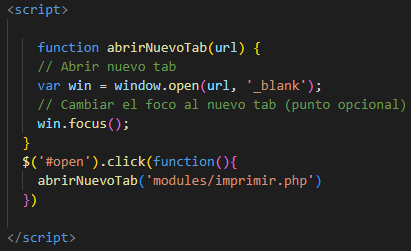 <script>
function abrirNuevoTab(url) {
// Abrir nuevo tab
var win = window.open(url, '_blank');
// Cambiar el foco al nuevo tab (punto opcional)
win.focus();
}
$('#open').click(function(){
abrirNuevoTab('modules/imprimir.php')
})
</script>